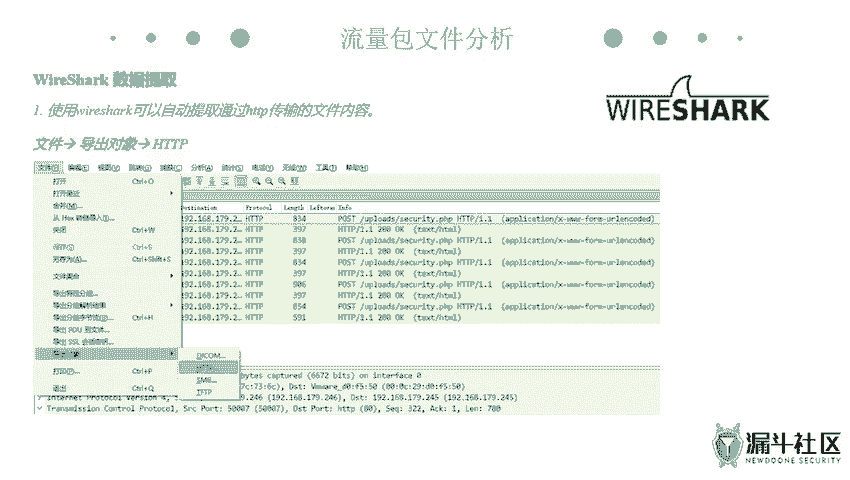 流量包文件分析
WireShark 数据提取
WIRESHARK
1. 使用wireshark可以自动提取通过http传输的文件内容。
文件→ 导出对象→ HTTP
文件(F) 编辑(E) 视图(V) 跳转(G) 捕获(C) 分析(A) 统计(S) 电话(Y) 无线(W) 工具(T) 帮助(H)
打开 Ctrl+O
打开最近
合并(M)...
从 Hex 转储导入(I)...
关闭 Ctrl+W
保存(S) Ctrl+S
另存为(A)... Ctrl+Shift+S
文件集合
导出特定分组...
导出分组解析结果
导出分组字节流(B)... Ctrl+H
导出 PDU 到文件...
导出 SSL 会话密钥...
打印(P)... Ctrl+P
退出 Ctrl+Q
DICOM...
SMB...
TFTP
Destination Protocol Length Leftover Info
192.168.179.2… HTTP 834 POST /uploads/security.php HTTP/1.1 (application/x-www-form-urlencoded)
192.168.179.2… HTTP 397 HTTP/1.1 200 OK (text/html)
192.168.179.2… HTTP 838 POST /uploads/security.php HTTP/1.1 (application/x-www-form-urlencoded)
192.168.179.2… HTTP 397 HTTP/1.1 200 OK (text/html)
192.168.179.2… HTTP 834 POST /uploads/security.php HTTP/1.1 (application/x-www-form-urlencoded)
192.168.179.2… HTTP 397 HTTP/1.1 200 OK (text/html)
192.168.179.2… HTTP 906 POST /uploads/security.php HTTP/1.1 (application/x-www-form-urlencoded)
192.168.179.2… HTTP 397 HTTP/1.1 200 OK (text/html)
192.168.179.2… HTTP 854 POST /uploads/security.php HTTP/1.1 (application/x-www-form-urlencoded)
192.168.179.2… HTTP 591 HTTP/1.1 200 OK (text/html)
bytes captured (6672 bits) on interface 0
7c:73:6c), Dst: Vmware_d0:f5:50 (00:0c:29:d0:f5:50)
Internet Protocol Version 4, .179.246 (192.168.179.246), Dst: 192.168.179.245 (192.168.179.245)
Transmission Control Protocol, Src Port: 50087 (50087), Dst Port: http (80), Seq: 322, Ack: 1, Len: 780
漏斗社区
NEWDOONE SECURITY